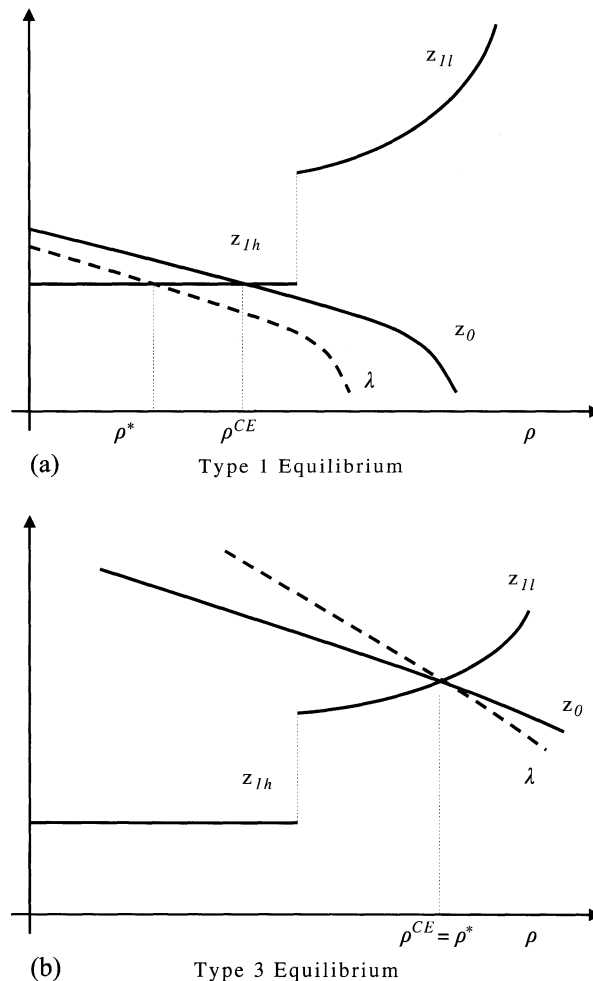 z1l
z1h
z0
λ
ρ* ρCE ρ
(a) Type 1 Equilibrium
z1l
z0
z1h λ
ρCE = ρ* ρ
(b) Type 3 Equilibrium